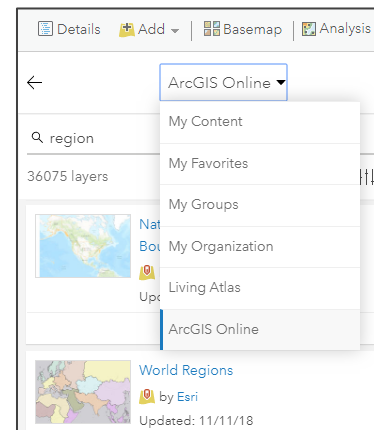 Details Add Basemap Analysis
ArcGIS Online
region
My Content
My Favorites
36075 layers
My Groups
My Organization
Living Atlas
ArcGIS Online
World Regions
by Esri
Updated: 11/11/18